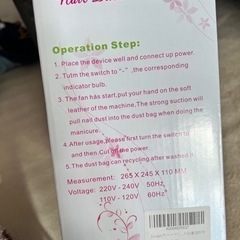 Operation Step:
1. Place the device well and connect up power.
2. Tutm the switch to "-", the corresponding
indicator bulb.
3. The fan has start, put your hand on the soft
leather of the machine. The strong suction will
pull nail dust into the dust bag when doing the
manicure.
4. After usage, please first turn the switch to
and then. Cut of the power.
5. The dust bag can recycling after washed it.
Measurement: 265 X 245 X 110 MM
Voltage: 220V - 240V 50Hz
110V - 120V 60Hz